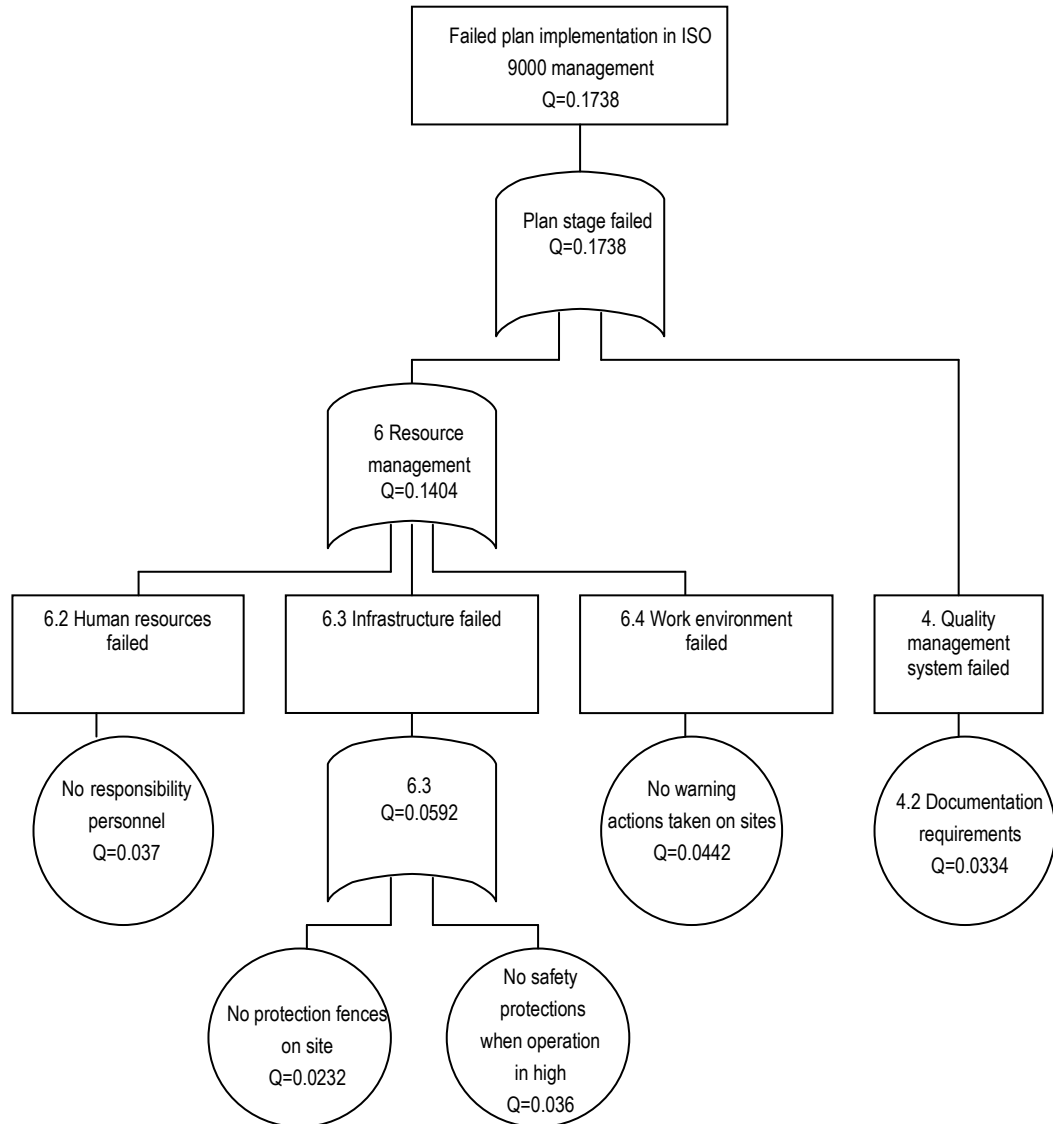 Failed plan implementation in ISO
9000 management
Q=0.1738
Plan stage failed
Q=0.1738
6 Resource
management
Q=0.1404
6.2 Human resources
failed
6.3 Infrastructure failed
6.4 Work environment
failed
4. Quality
management
system failed
No responsibility
personnel
Q=0.037
6.3
Q=0.0592
No warning
actions taken on sites
Q=0.0442
4.2 Documentation
requirements
Q=0.0334
No protection fences
on site
Q=0.0232
No safety
protections
when operation
in high
Q=0.036